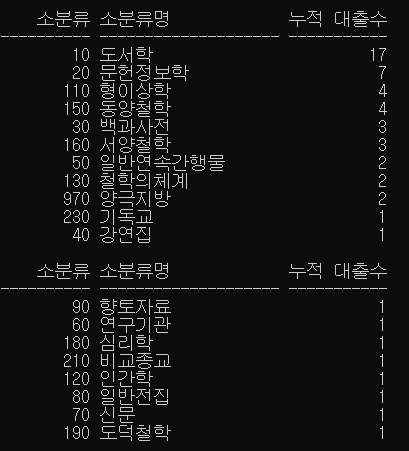 소분류 소분류명 누적 대출수
---------- -------------------- -----------
10 도서학 17
20 문헌정보학 7
110 형이상학 4
150 동양철학 4
30 백과사전 3
160 서양철학 3
50 일반연속간행물 2
130 철학의체계 2
970 양극지방 2
230 기독교 1
40 강연집 1
소분류 소분류명 누적 대출수
---------- -------------------- -----------
90 향토자료 1
60 연구기관 1
180 심리학 1
210 비교종교 1
120 인간학 1
80 일반전집 1
70 신문 1
190 도덕철학 1